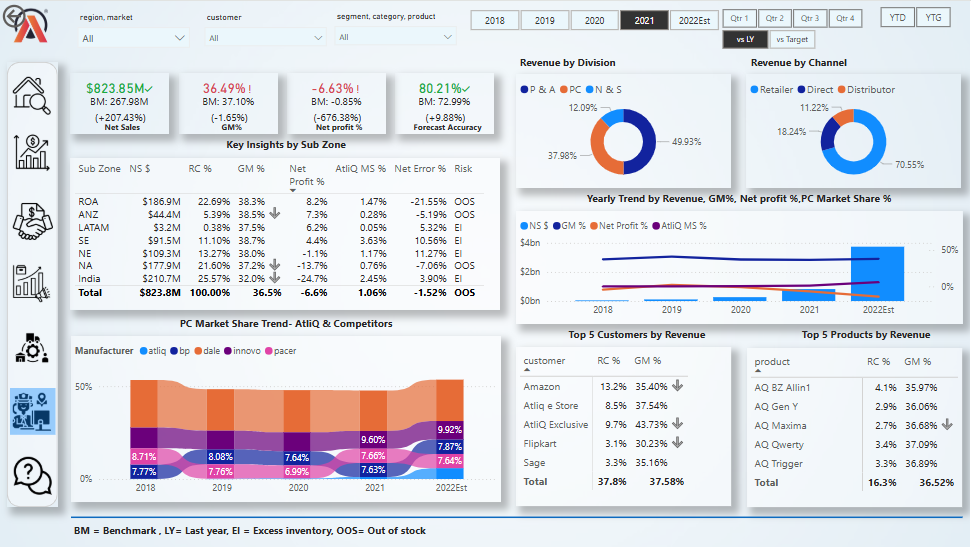 region, market
customer
segment, category, product
All
All
All
2018 2019 2020 2021 2022Est
Qtr 1 Qtr 2 Qtr 3 Qtr 4
YTD YTG
vs LY vs Target
$823.85M✓
BM: 267.98M
(+207.43%)
Net Sales
36.49% !
BM: 37.10%
(-1.65%)
GM%
-6.63% !
BM: -0.85%
(-676.38%)
Net profit %
80.21%✓
BM: 72.99%
(+9.88%)
Forecast Accuracy
Key Insights by Sub Zone
Sub Zone NS $ RC % GM % Net Profit % AtliQ MS % Net Error % Risk
ROA $186.9M 22.69% 38.3% 8.2% 1.47% -21.55% OOS
ANZ $44.4M 5.39% 38.5% 7.3% 0.28% -5.19% OOS
LATAM $3.2M 0.38% 37.5% 6.2% 0.05% 5.32% EI
SE $91.5M 11.10% 38.7% 4.4% 3.63% 10.56% EI
NE $109.3M 13.27% 38.0% -1.1% 1.17% 11.27% EI
NA $177.9M 21.60% 37.2% -13.7% 0.76% -7.06% OOS
India $210.7M 25.57% 32.0% -24.7% 2.45% 3.90% EI
Total $823.8M 100.00% 36.5% -6.6% 1.06% -1.52% OOS
Revenue by Division
P & A PC N & S
12.09%
37.98%
49.93%
Revenue by Channel
Retailer Direct Distributor
11.22%
18.24%
70.55%
Yearly Trend by Revenue, GM%, Net profit %,PC Market Share %
NS $ GM % Net Profit % AtliQ MS %
$4bn
$2bn
$0bn
50%
0%
2018 2019 2020 2021 2022Est
PC Market Share Trend- AtliQ & Competitors
Manufacturer atliq bp dale innovo pacer
50%
0%
8.71%
7.77%
8.08%
7.76%
7.64%
6.99%
9.60%
7.66%
7.63%
9.92%
7.87%
7.64%
2018 2019 2020 2021 2022Est
Top 5 Customers by Revenue
customer RC % GM %
Amazon 13.2% 35.40%
Atliq e Store 8.5% 37.54%
AtliQ Exclusive 9.7% 43.73%
Flipkart 3.1% 30.23%
Sage 3.3% 35.16%
Total 37.8% 37.58%
Top 5 Products by Revenue
product RC % GM %
AQ BZ Allin1 4.1% 35.97%
AQ Gen Y 2.9% 36.06%
AQ Maxima 2.7% 36.68%
AQ Qwerty 3.4% 37.09%
AQ Trigger 3.3% 36.89%
Total 16.3% 36.52%
BM = Benchmark , LY= Last year, EI = Excess inventory, OOS= Out of stock